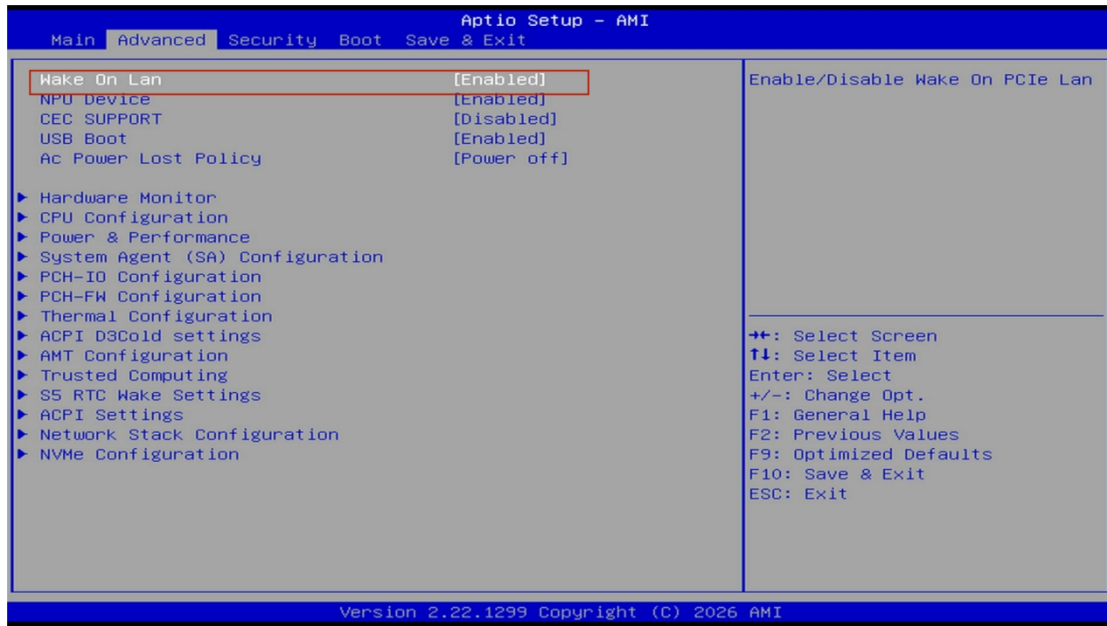 Aptio Setup – AMI
Main Advanced Security Boot Save & Exit
Wake On Lan [Enabled]
NPU Device [Enabled]
CEC SUPPORT [Disabled]
USB Boot [Enabled]
Ac Power Lost Policy [Power off]
Hardware Monitor
CPU Configuration
Power & Performance
System Agent (SA) Configuration
PCH-IO Configuration
PCH-FW Configuration
Thermal Configuration
ACPI D3Cold settings
AMT Configuration
Trusted Computing
S5 RTC Wake Settings
ACPI Settings
Network Stack Configuration
NVMe Configuration
Enable/Disable Wake On PCIe Lan
→←: Select Screen
↑↓: Select Item
Enter: Select
+/-: Change Opt.
F1: General Help
F2: Previous Values
F9: Optimized Defaults
F10: Save & Exit
ESC: Exit
Version 2.22.1299 Copyright (C) 2026 AMI